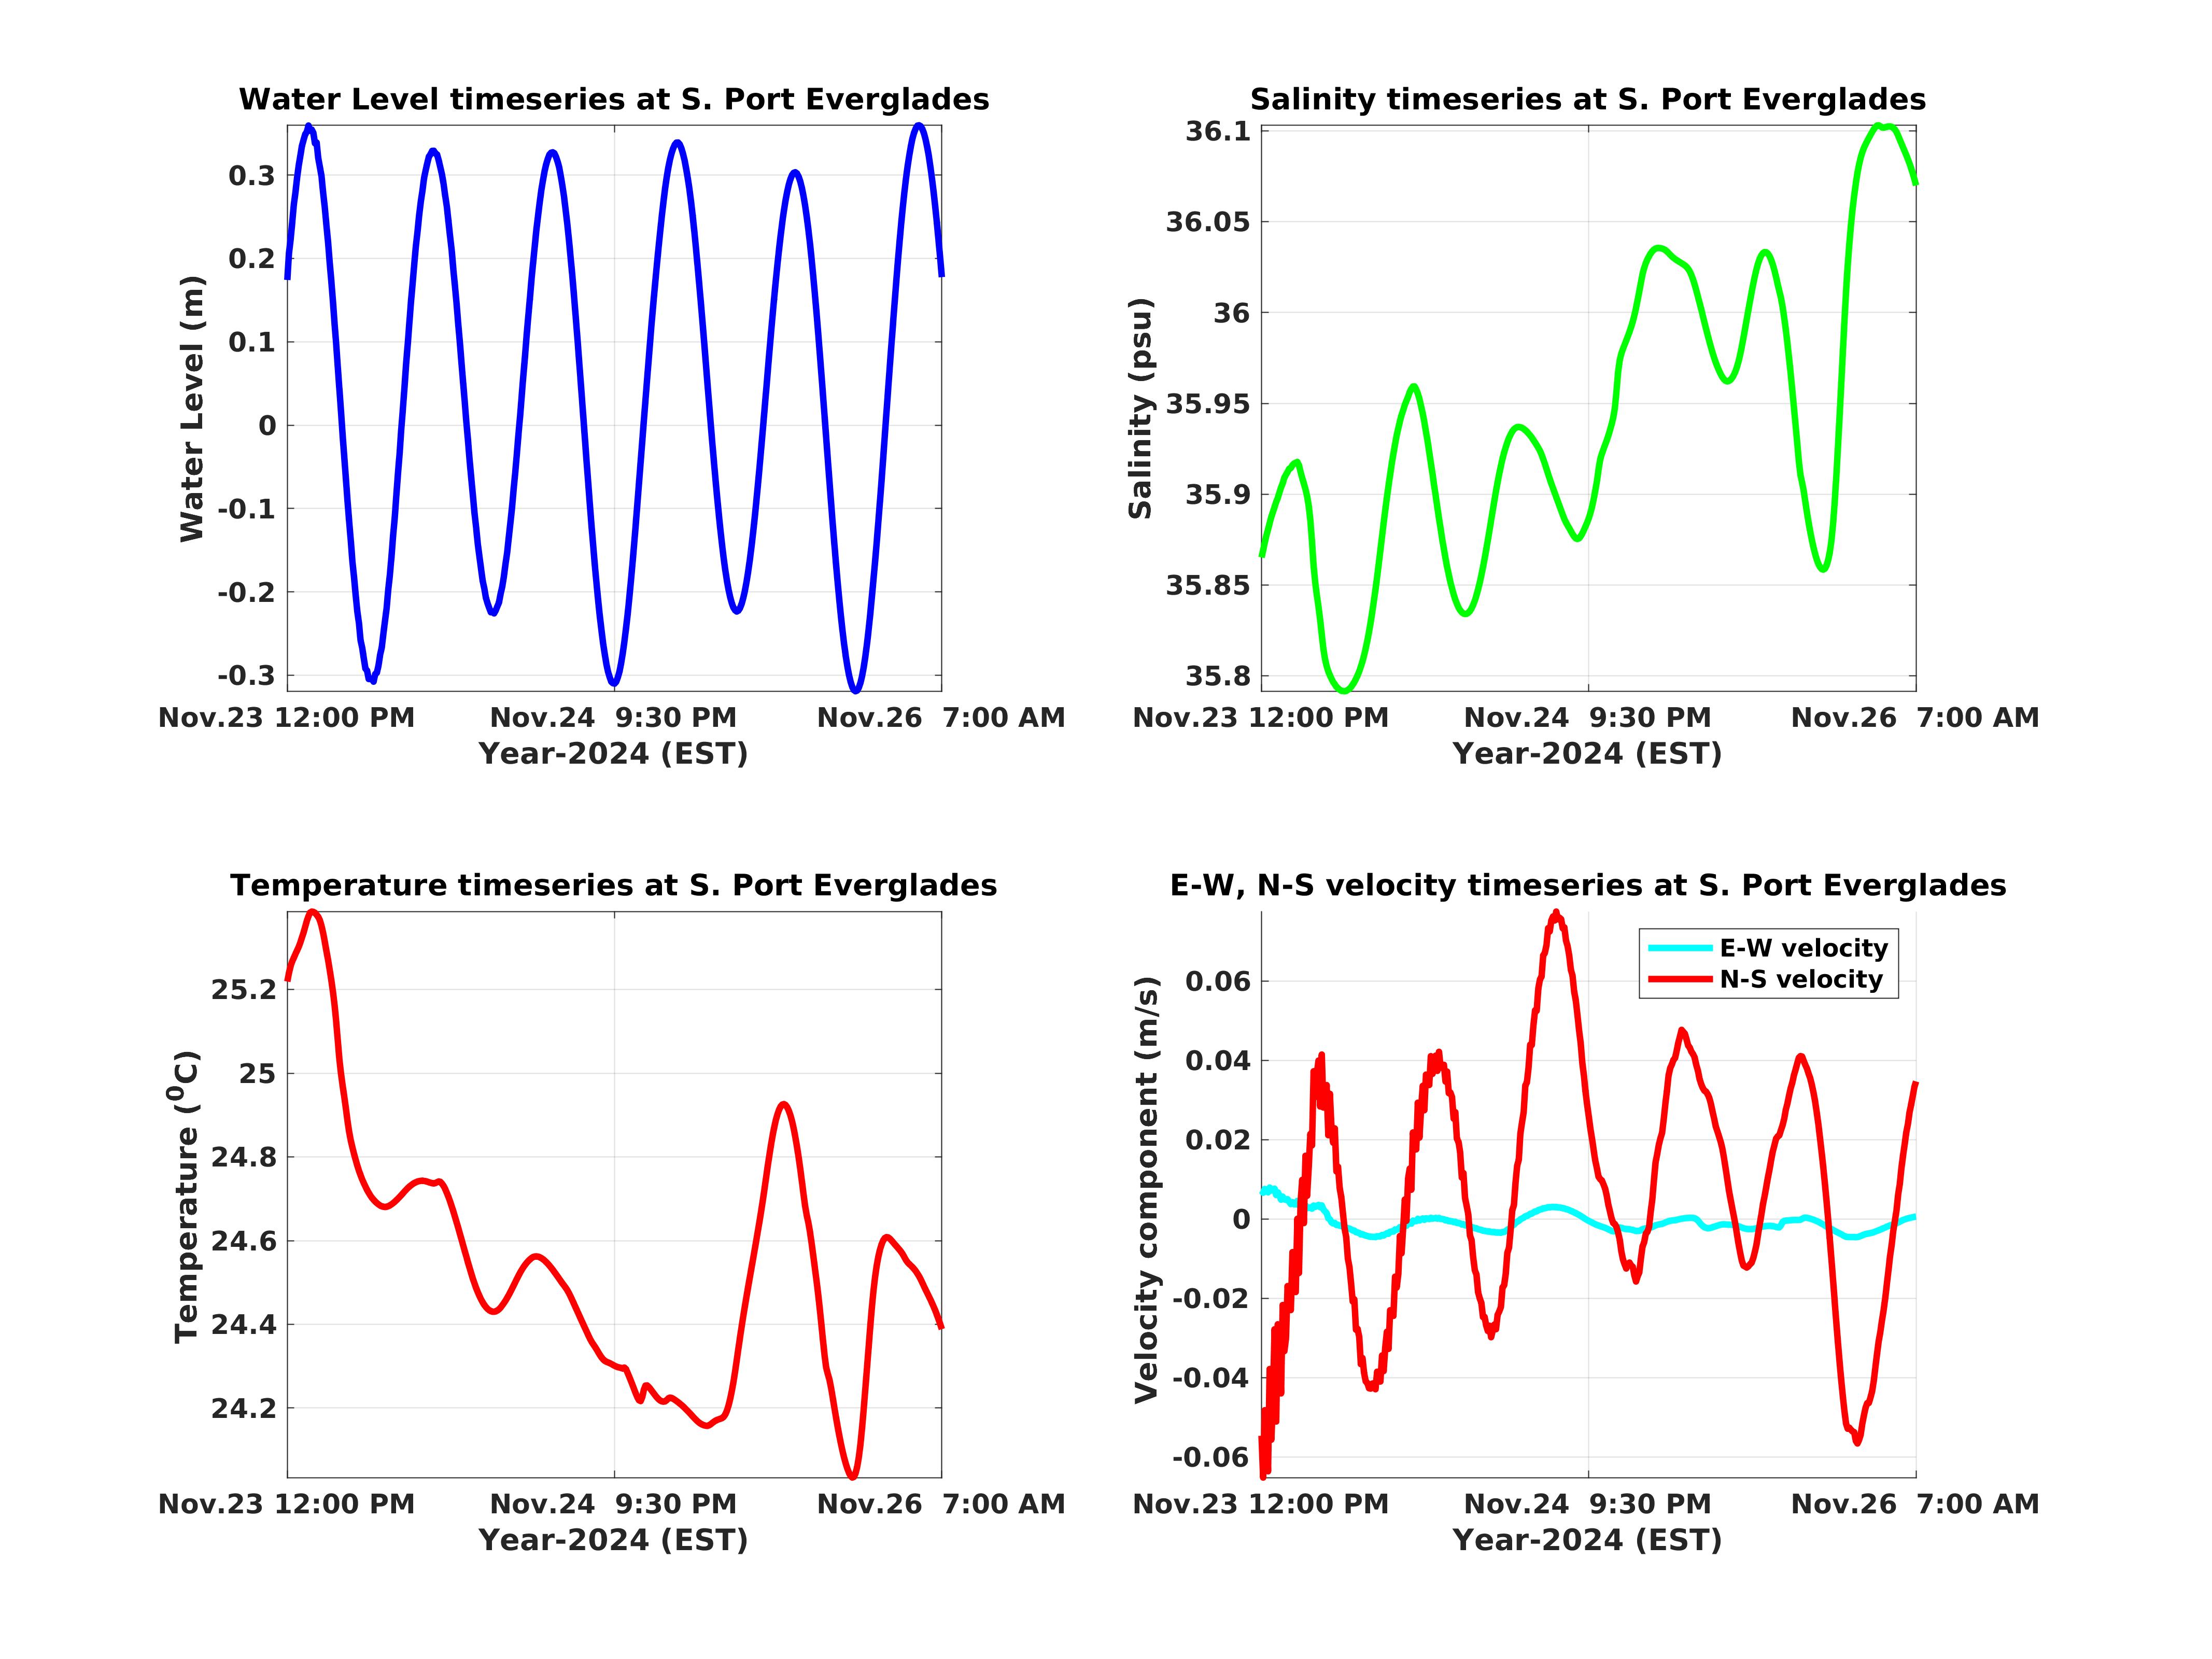 Water Level timeseries at S. Port Everglades
Water Level (m)
0.3
0.2
0.1
0
-0.1
-0.2
-0.3
Nov.23 12:00 PM
Nov.24 9:30 PM
Nov.26 7:00 AM
Year-2024 (EST)
Salinity timeseries at S. Port Everglades
Salinity (psu)
36.1
36.05
36
35.95
35.9
35.85
35.8
Nov.23 12:00 PM
Nov.24 9:30 PM
Nov.26 7:00 AM
Year-2024 (EST)
Temperature timeseries at S. Port Everglades
Temperature (⁰C)
25.2
25
24.8
24.6
24.4
24.2
Nov.23 12:00 PM
Nov.24 9:30 PM
Nov.26 7:00 AM
Year-2024 (EST)
E-W, N-S velocity timeseries at S. Port Everglades
Velocity component (m/s)
E-W velocity
N-S velocity
0.06
0.04
0.02
0
-0.02
-0.04
-0.06
Nov.23 12:00 PM
Nov.24 9:30 PM
Nov.26 7:00 AM
Year-2024 (EST)